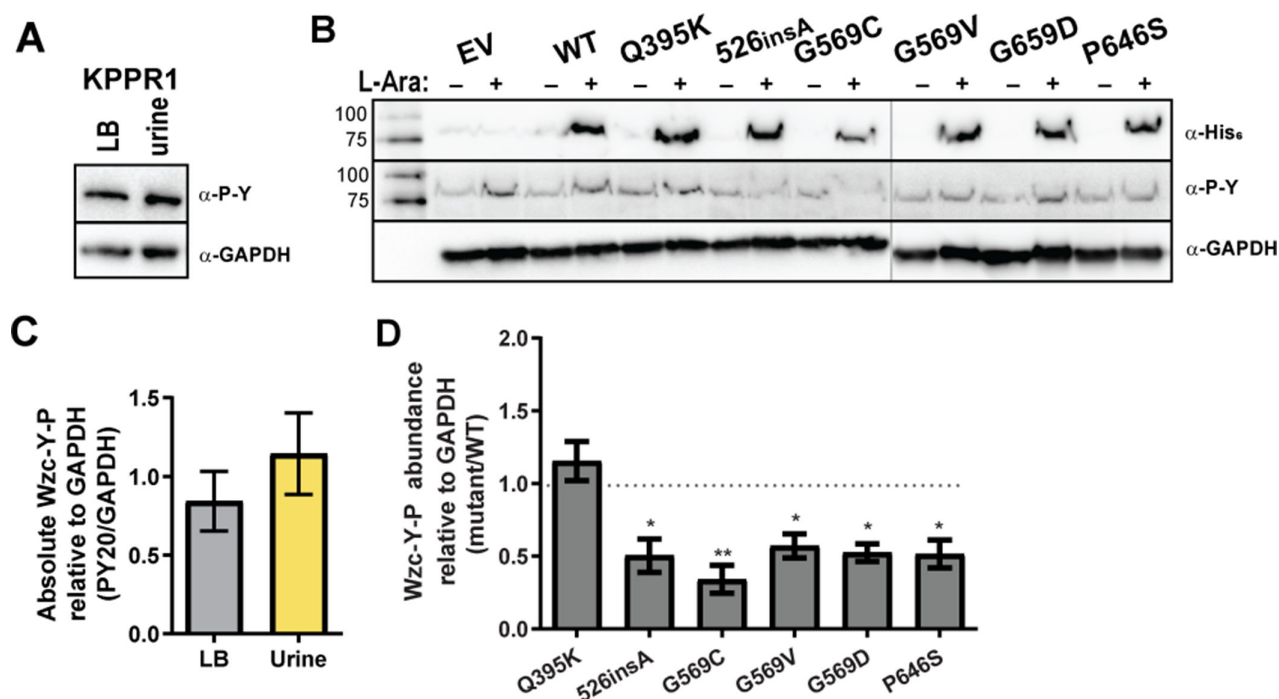 A
KPPR1
LB urine
α-P-Y
α-GAPDH
B
EV WT Q395K 526insA G569C G569V G659D P646S
L-Ara: – + – + – + – + – + – + – + – +
100
75
α-His₆
100
75
α-P-Y
α-GAPDH
C
Absolute Wzc-Y-P
relative to GAPDH
(PY20/GAPDH)
1.5
1.0
0.5
0.0
LB Urine
D
Wzc-Y-P abundance
relative to GAPDH
(mutant/WT)
2.0
1.5
1.0
0.5
0.0
* ** * * *
Q395K 526insA G569C G569V G569D P646S